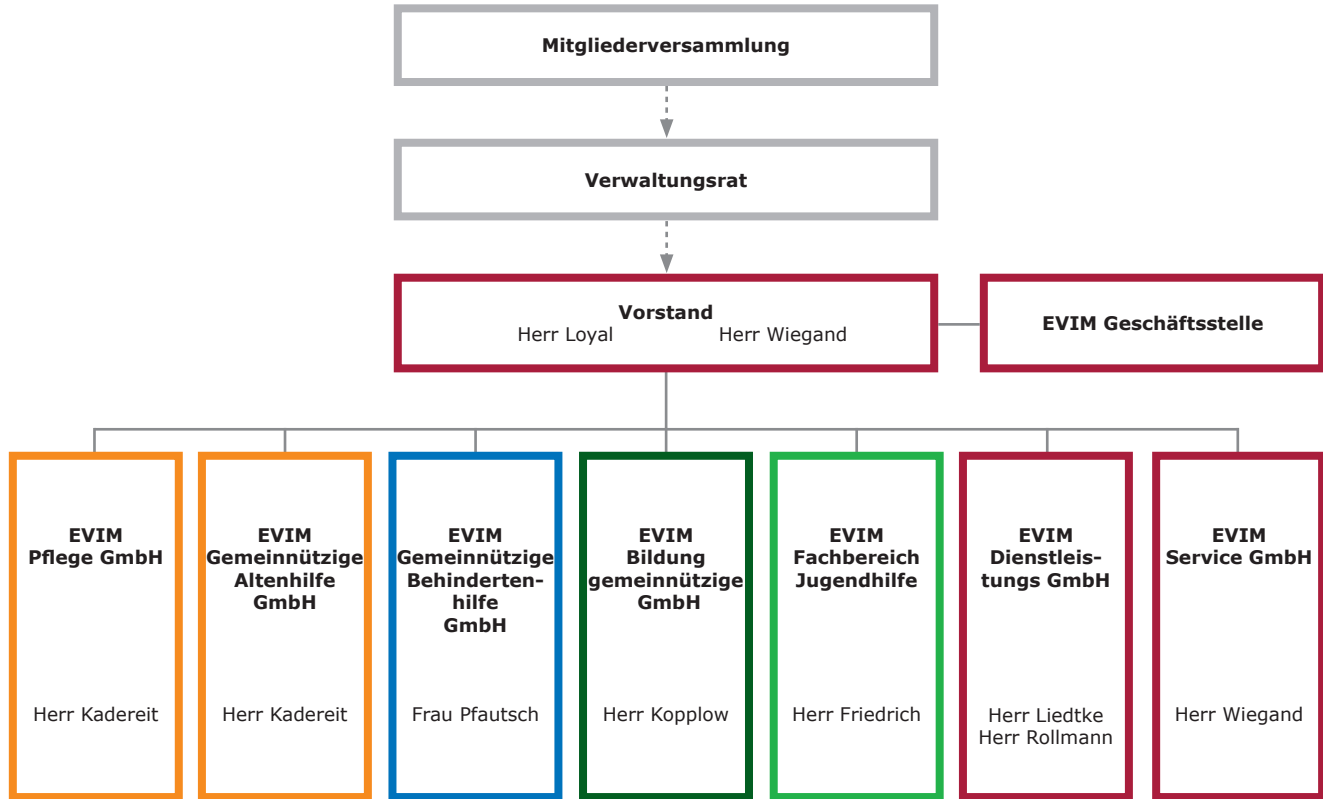 Mitgliederversammlung
Verwaltungsrat
Vorstand
Herr Loyal Herr Wiegand
EVIM Geschäftsstelle
EVIM
Pflege GmbH
Herr Kadereit
EVIM
Gemeinnützige
Altenhilfe
GmbH
Herr Kadereit
EVIM
Gemeinnützige
Behinderten-
hilfe
GmbH
Frau Pfautsch
EVIM
Bildung
gemeinnützige
GmbH
Herr Kopplow
EVIM
Fachbereich
Jugendhilfe
Herr Friedrich
EVIM
Dienstleis-
tungs GmbH
Herr Liedtke
Herr Rollmann
EVIM
Service GmbH
Herr Wiegand